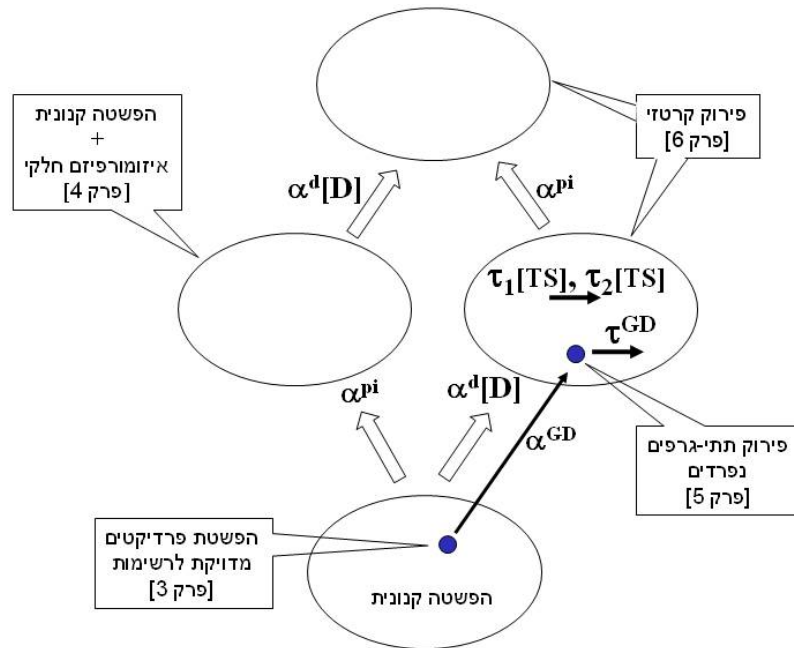 הפשטה קנונית
+
איזומורפיזם חלקי
[פרק 4]
פירוק קרטזי
[פרק 6]
α^d[D]
α^pi
τ₁[TS], τ₂[TS]
τ^GD
α^pi
α^d[D]
α^GD
פירוק תתי-גרפים
נפרדים
[פרק 5]
הפשטת פרדיקטים
מדויקת לרשימות
[פרק 3]
הפשטה קנונית